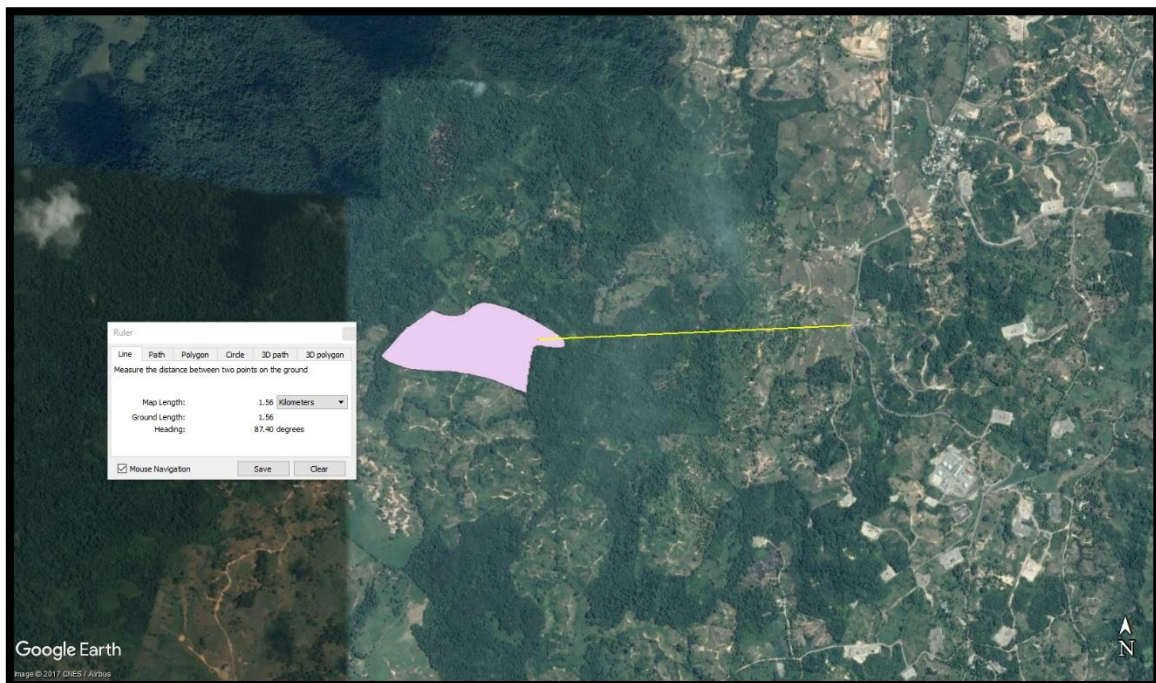 Ruler
Line Path Polygon Circle 3D path 3D polygon
Measure the distance between two points on the ground
Map Length: 1.56 Kilometers
Ground Length: 1.56
Heading: 87.40 degrees
Mouse Navigation Save Clear
Google Earth
Image © 2017 CNES / Airbus
N